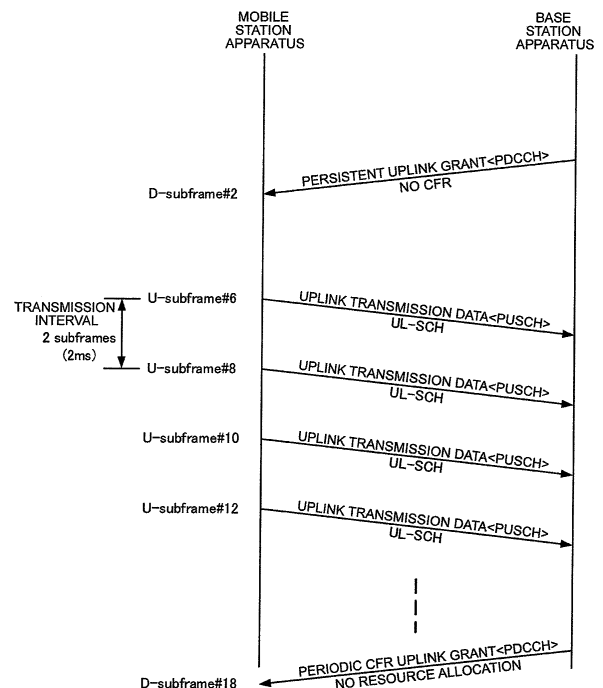 MOBILE
STATION
APPARATUS
BASE
STATION
APPARATUS
PERSISTENT UPLINK GRANT<PDCCH>
NO CFR
D-subframe#2
U-subframe#6
UPLINK TRANSMISSION DATA<PUSCH>
UL-SCH
TRANSMISSION
INTERVAL
2 subframes
(2ms)
U-subframe#8
UPLINK TRANSMISSION DATA<PUSCH>
UL-SCH
U-subframe#10
UPLINK TRANSMISSION DATA<PUSCH>
UL-SCH
U-subframe#12
UPLINK TRANSMISSION DATA<PUSCH>
UL-SCH
PERIODIC CFR UPLINK GRANT<PDCCH>
NO RESOURCE ALLOCATION
D-subframe#18